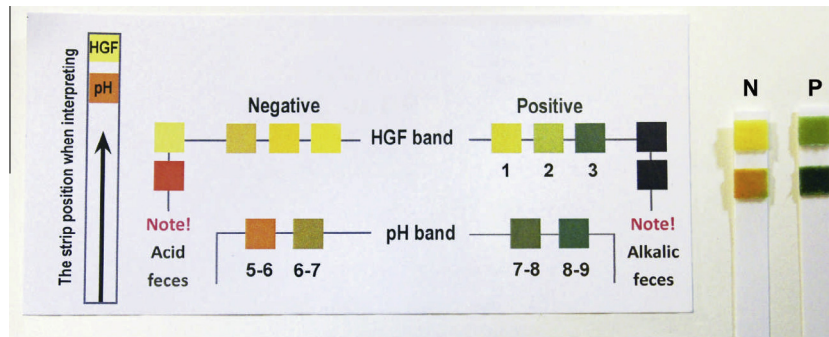 The strip position when interpreting
HGF
pH
Negative
Positive
HGF band
1 2 3
Note!
Acid
feces
Note!
Alkalic
feces
pH band
5-6 6-7
7-8 8-9
N P